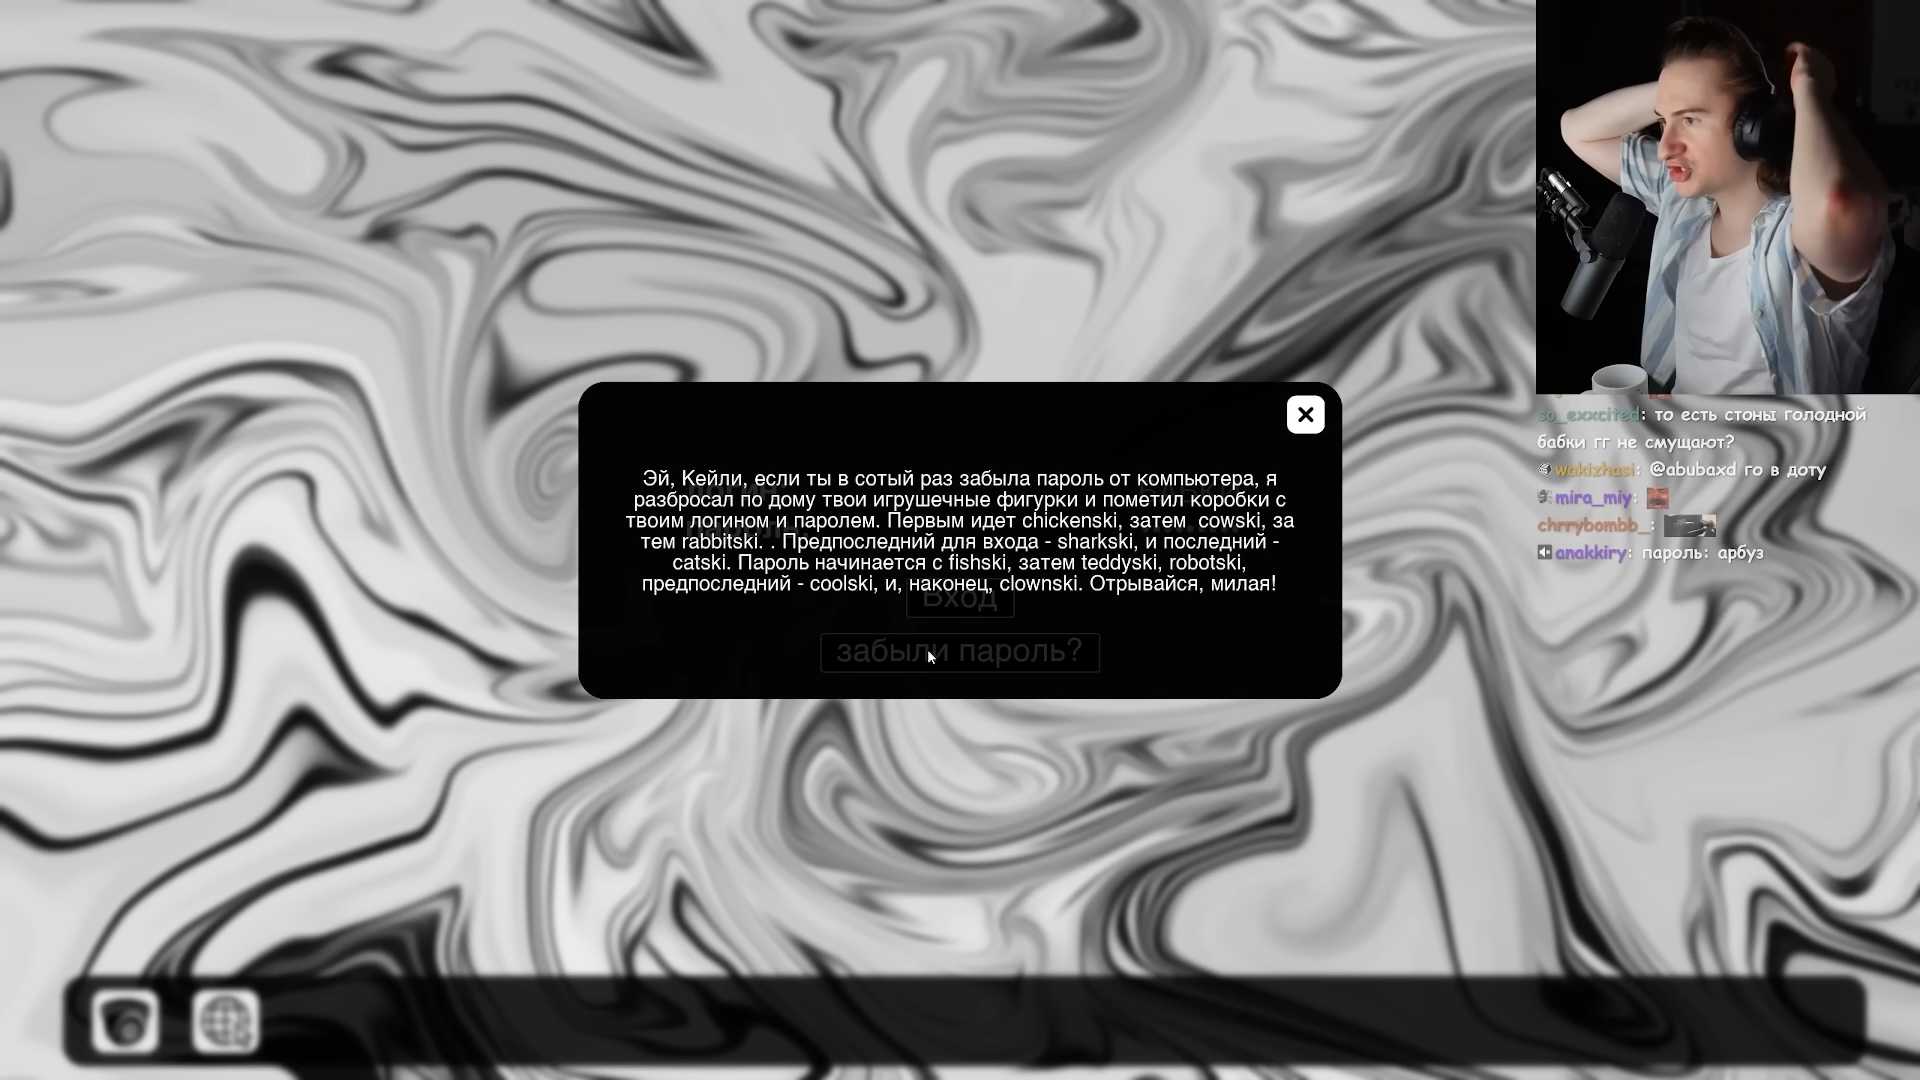 Эй, Кейли, если ты в сотый раз забыла пароль от компьютера, я
разбросал по дому твои игрушечные фигурки и пометил коробки с
твоим логином и паролем. Первым идет chickenski, затем cowski, за
тем rabbitski. . Предпоследний для входа - sharkski, и последний -
catski. Пароль начинается с fishski, затем teddyski, robotski,
предпоследний - coolski, и, наконец, clownski. Отрывайся, милая!
Вход
забыли пароль?
so_exxcited: то есть стоны голодной
бабки гг не смущают?
wakizhasi: @abubaxd го в доту
mira_miy:
chrrybombb_:
anakkiry: пароль: арбуз